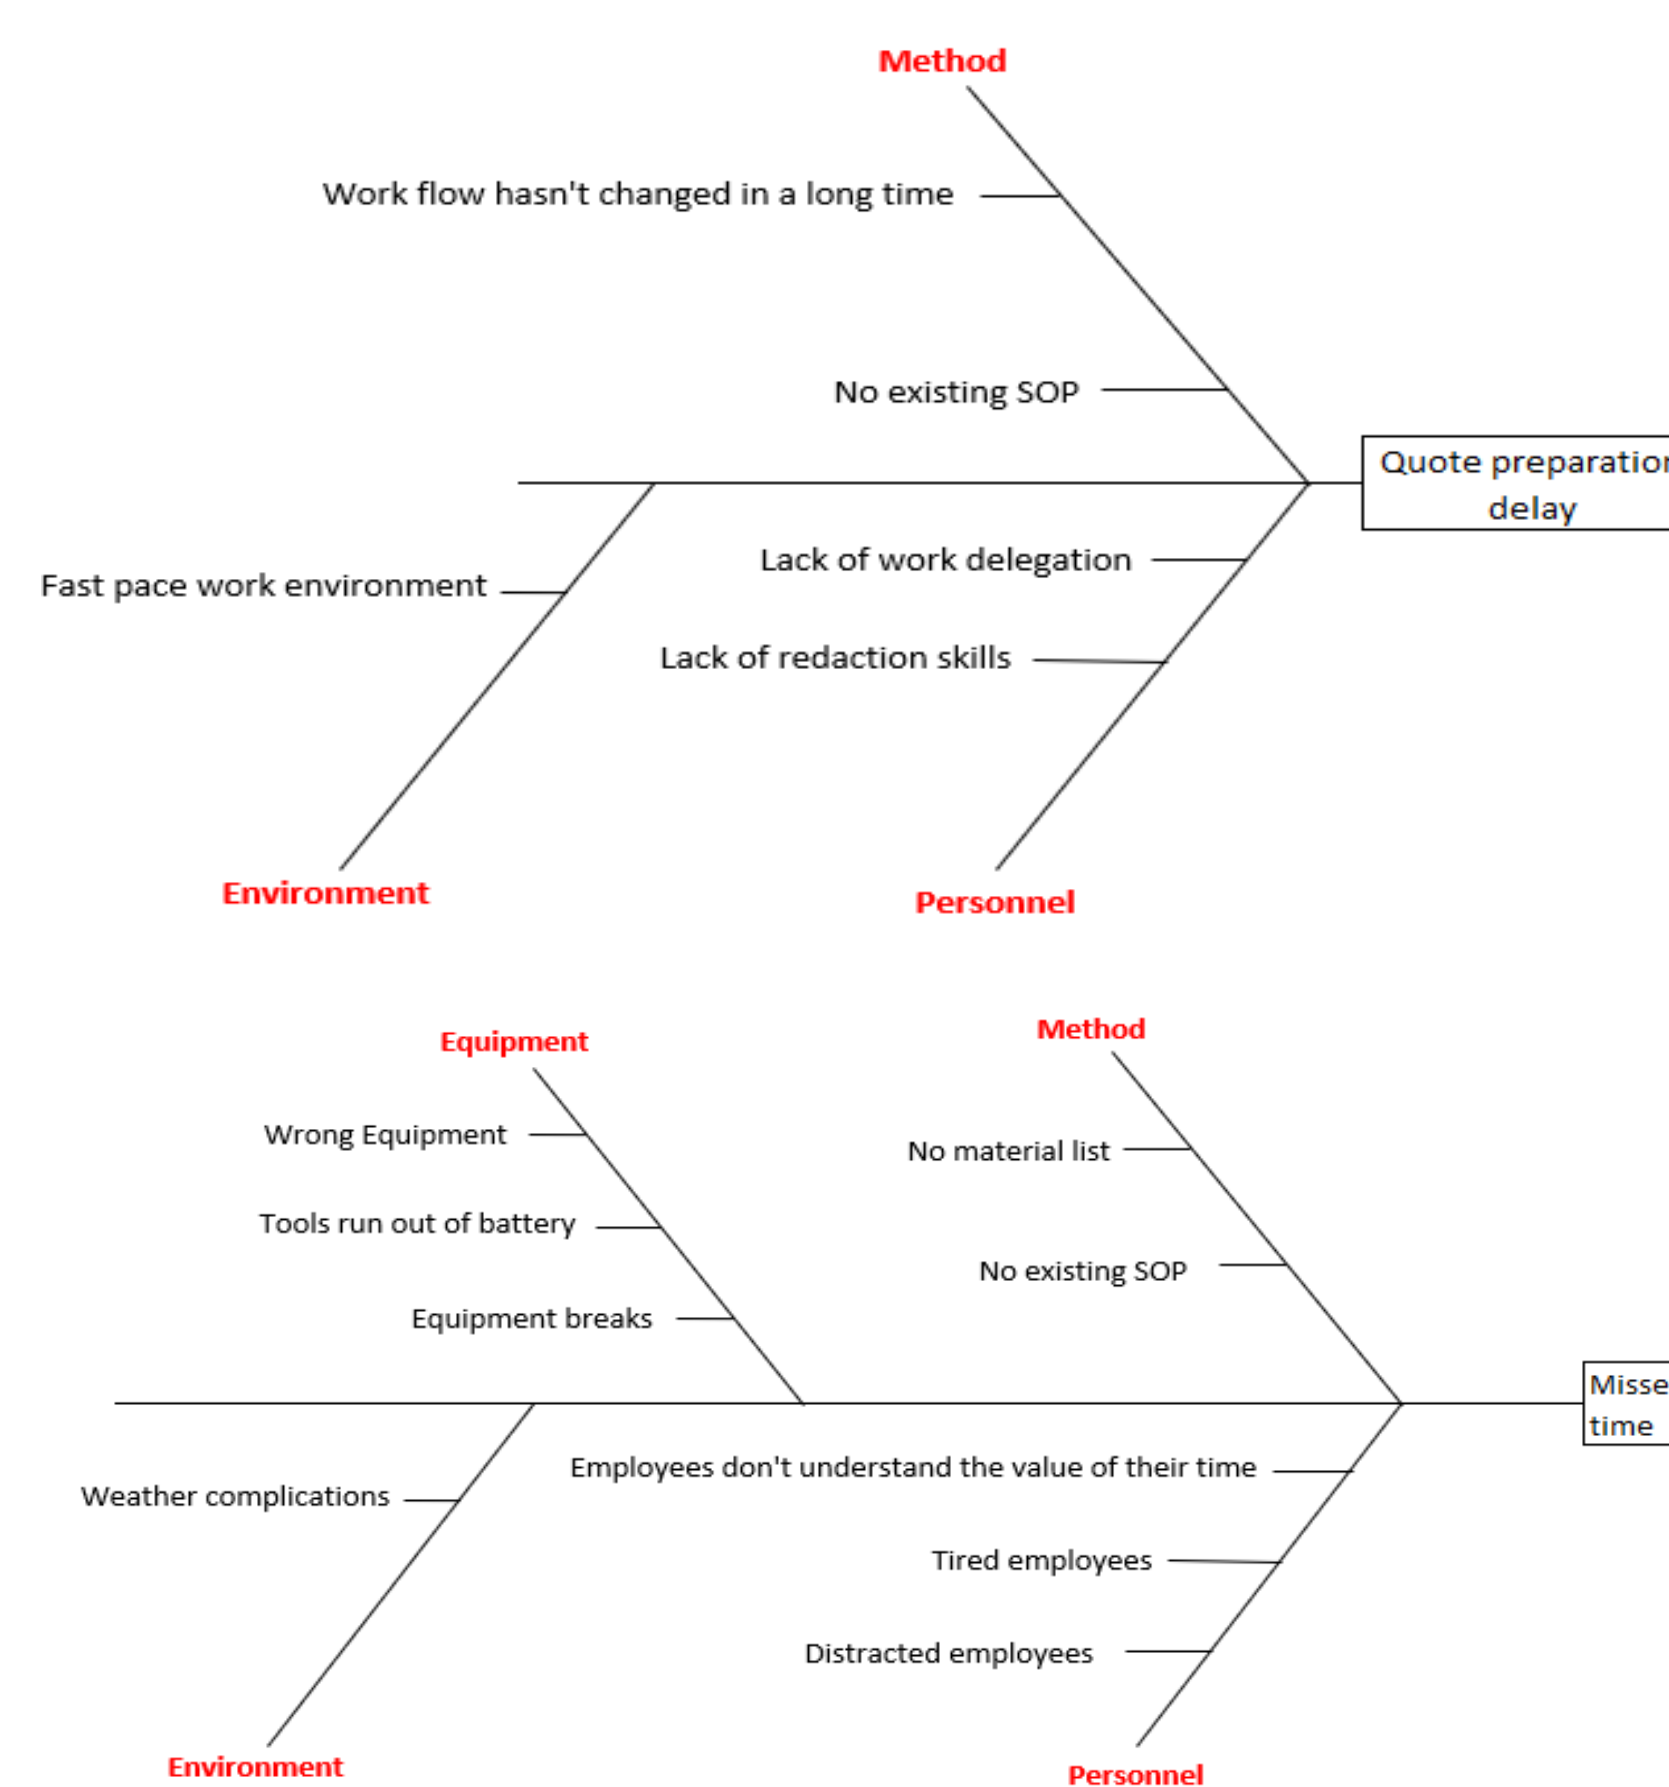 Method
Work flow hasn't changed in a long time
No existing SOP
Quote preparation
delay
Lack of work delegation
Fast pace work environment
Lack of redaction skills
Environment
Personnel
Equipment
Method
Wrong Equipment
No material list
Tools run out of battery
No existing SOP
Equipment breaks
time
Employees don't understand the value of their time
Weather complications
Tired employees
Distracted employees
Environment
Personnel